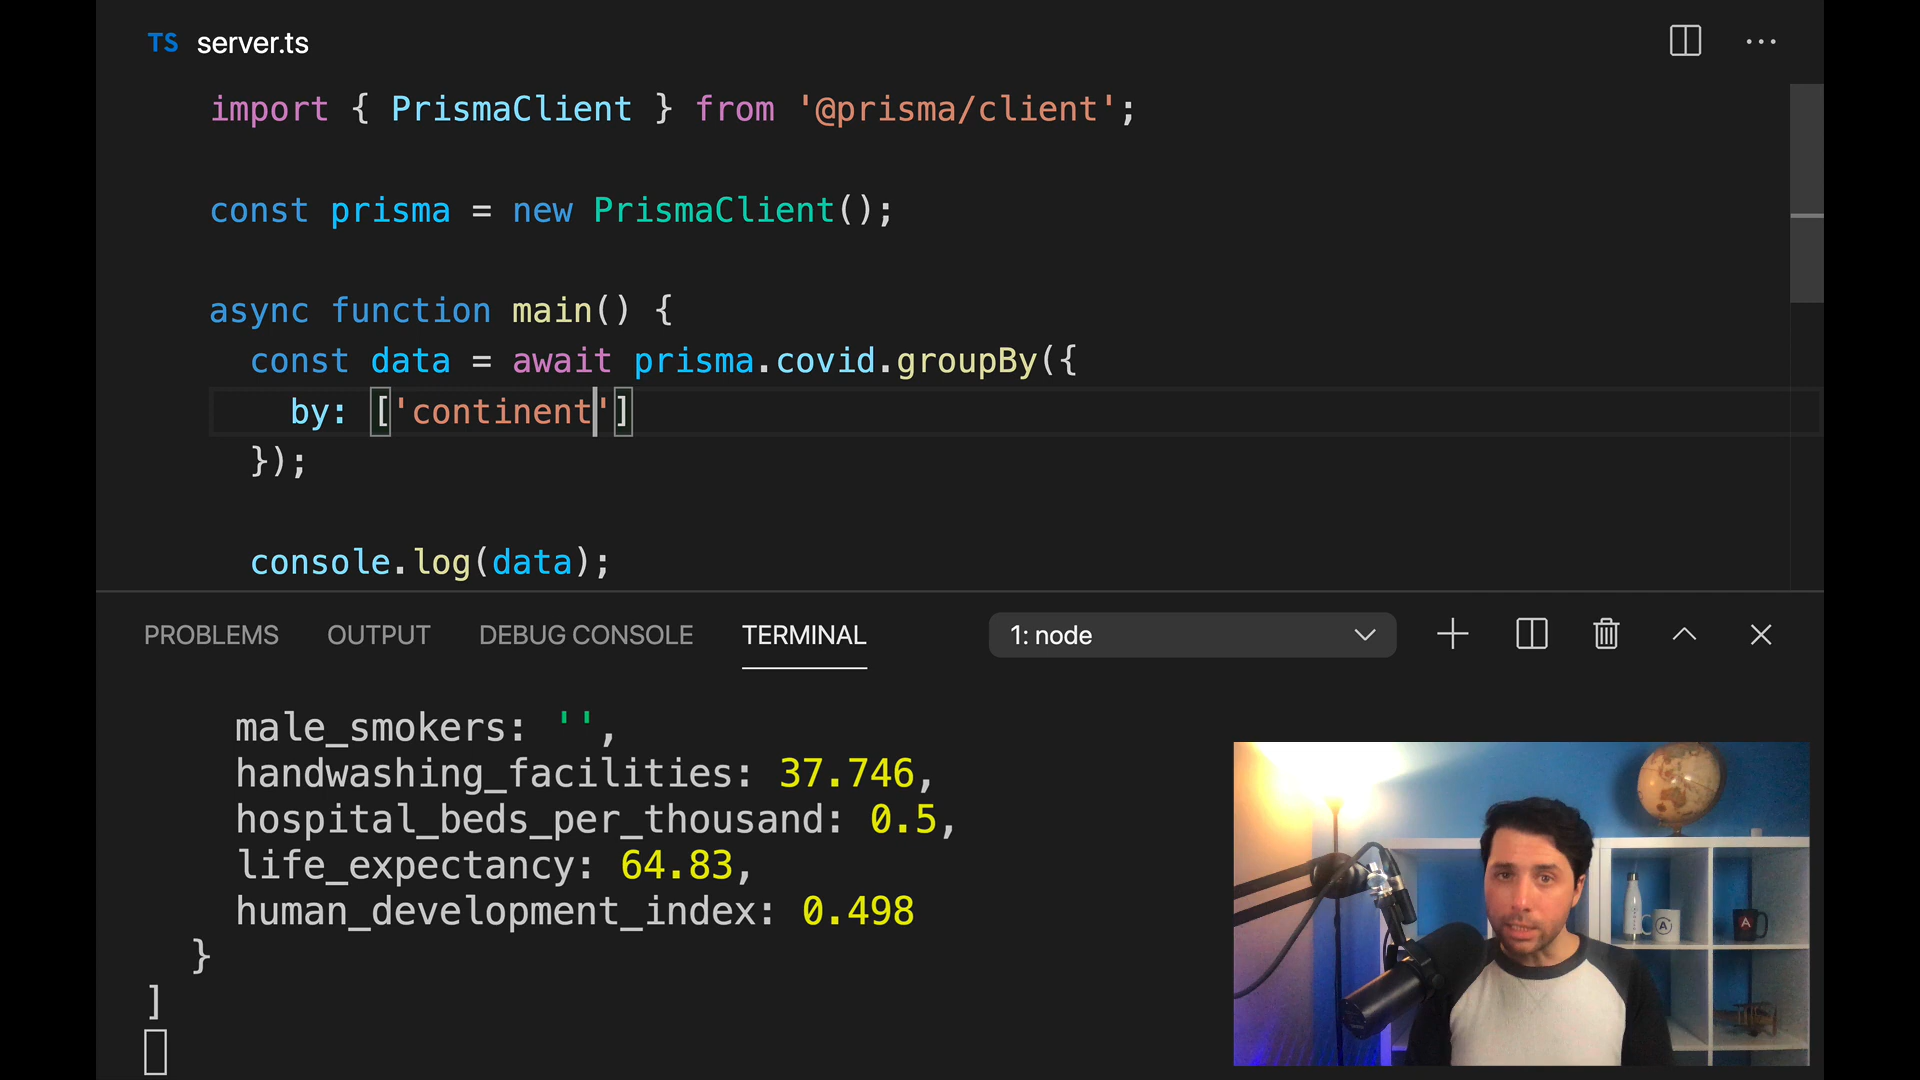 TS server.ts
import { PrismaClient } from '@prisma/client';
const prisma = new PrismaClient();
async function main() {
const data = await prisma.covid.groupBy({
by: ['continent']
});
console.log(data);
PROBLEMS OUTPUT DEBUG CONSOLE TERMINAL 1: node
male_smokers: '',
handwashing_facilities: 37.746,
hospital_beds_per_thousand: 0.5,
life_expectancy: 64.83,
human_development_index: 0.498
}
]
A
A